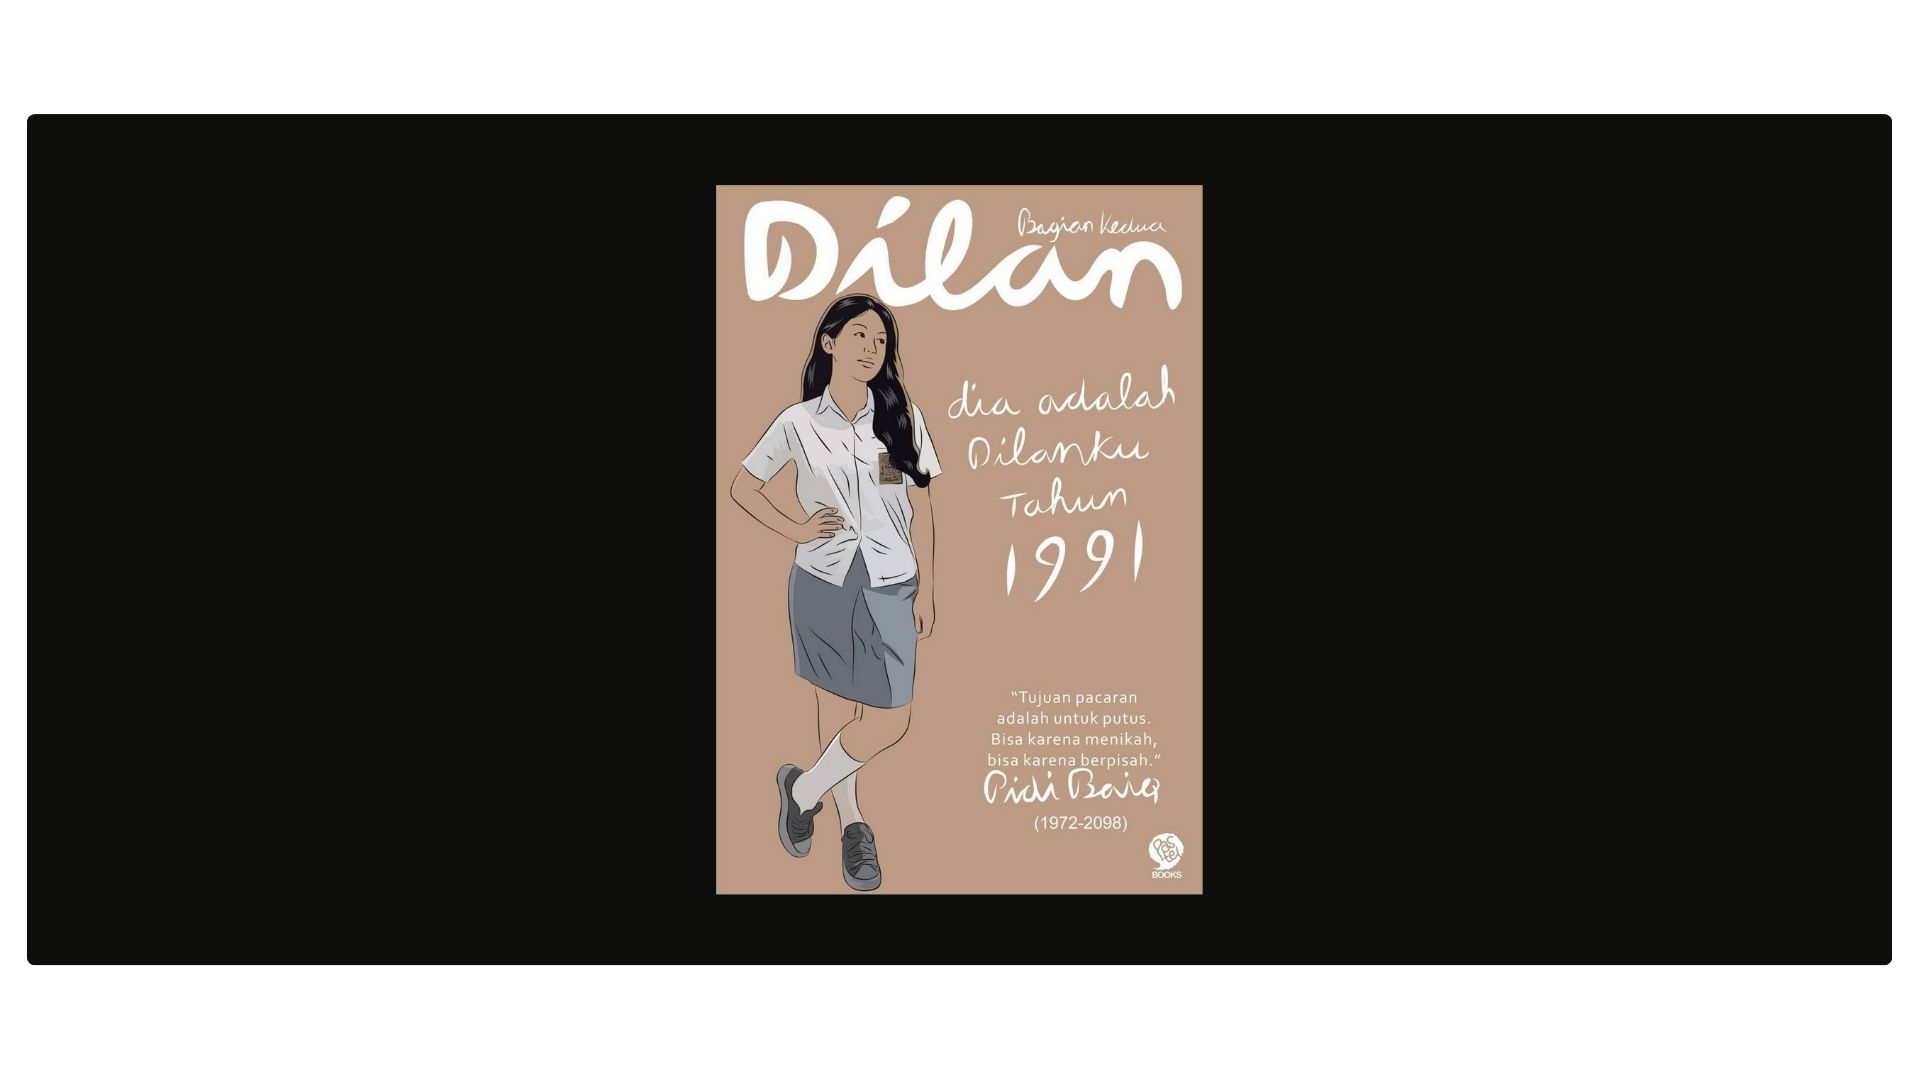 Bagian Kedua
Dilan
dia adalah
Dilanku
Tahun
1991
“Tujuan pacaran
adalah untuk putus.
Bisa karena menikah,
bisa karena berpisah.”
Pidi Baiq
(1972-2098)
Pastel
BOOKS